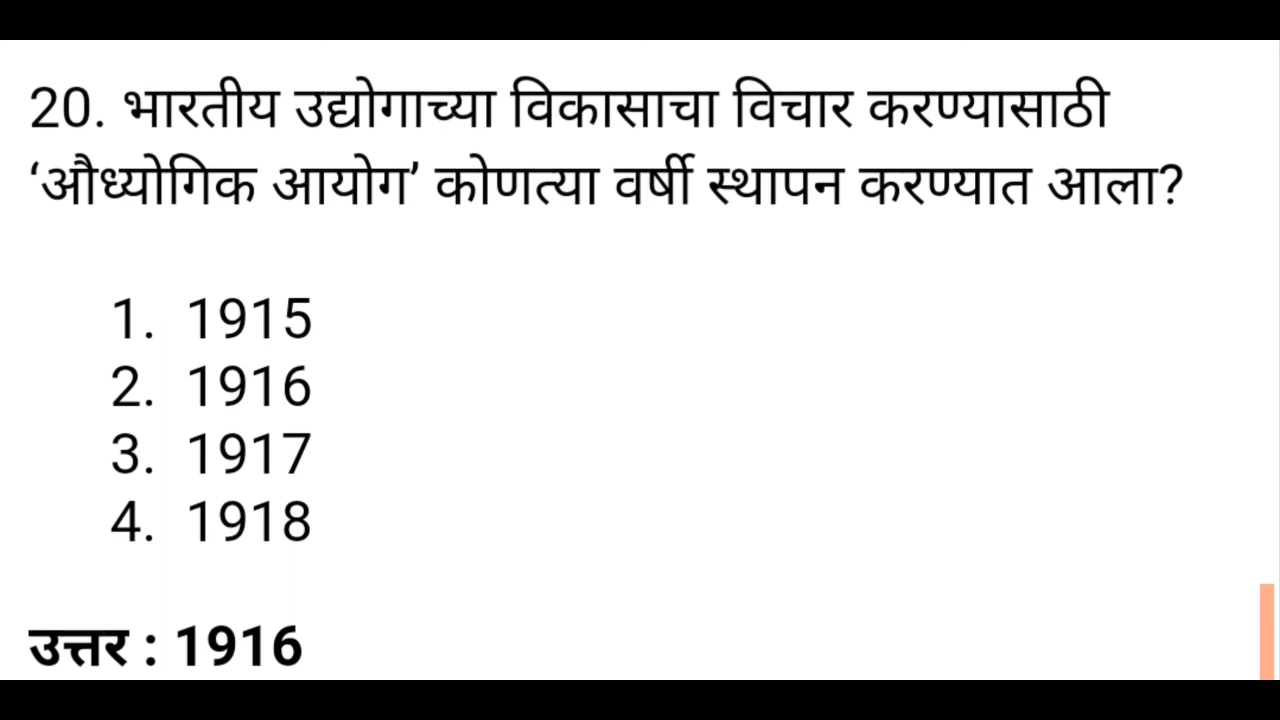 20. भारतीय उद्योगाच्या विकासाचा विचार करण्यासाठी
‘औध्योगिक आयोग’ कोणत्या वर्षी स्थापन करण्यात आला?
1. 1915
2. 1916
3. 1917
4. 1918
उत्तर : 1916